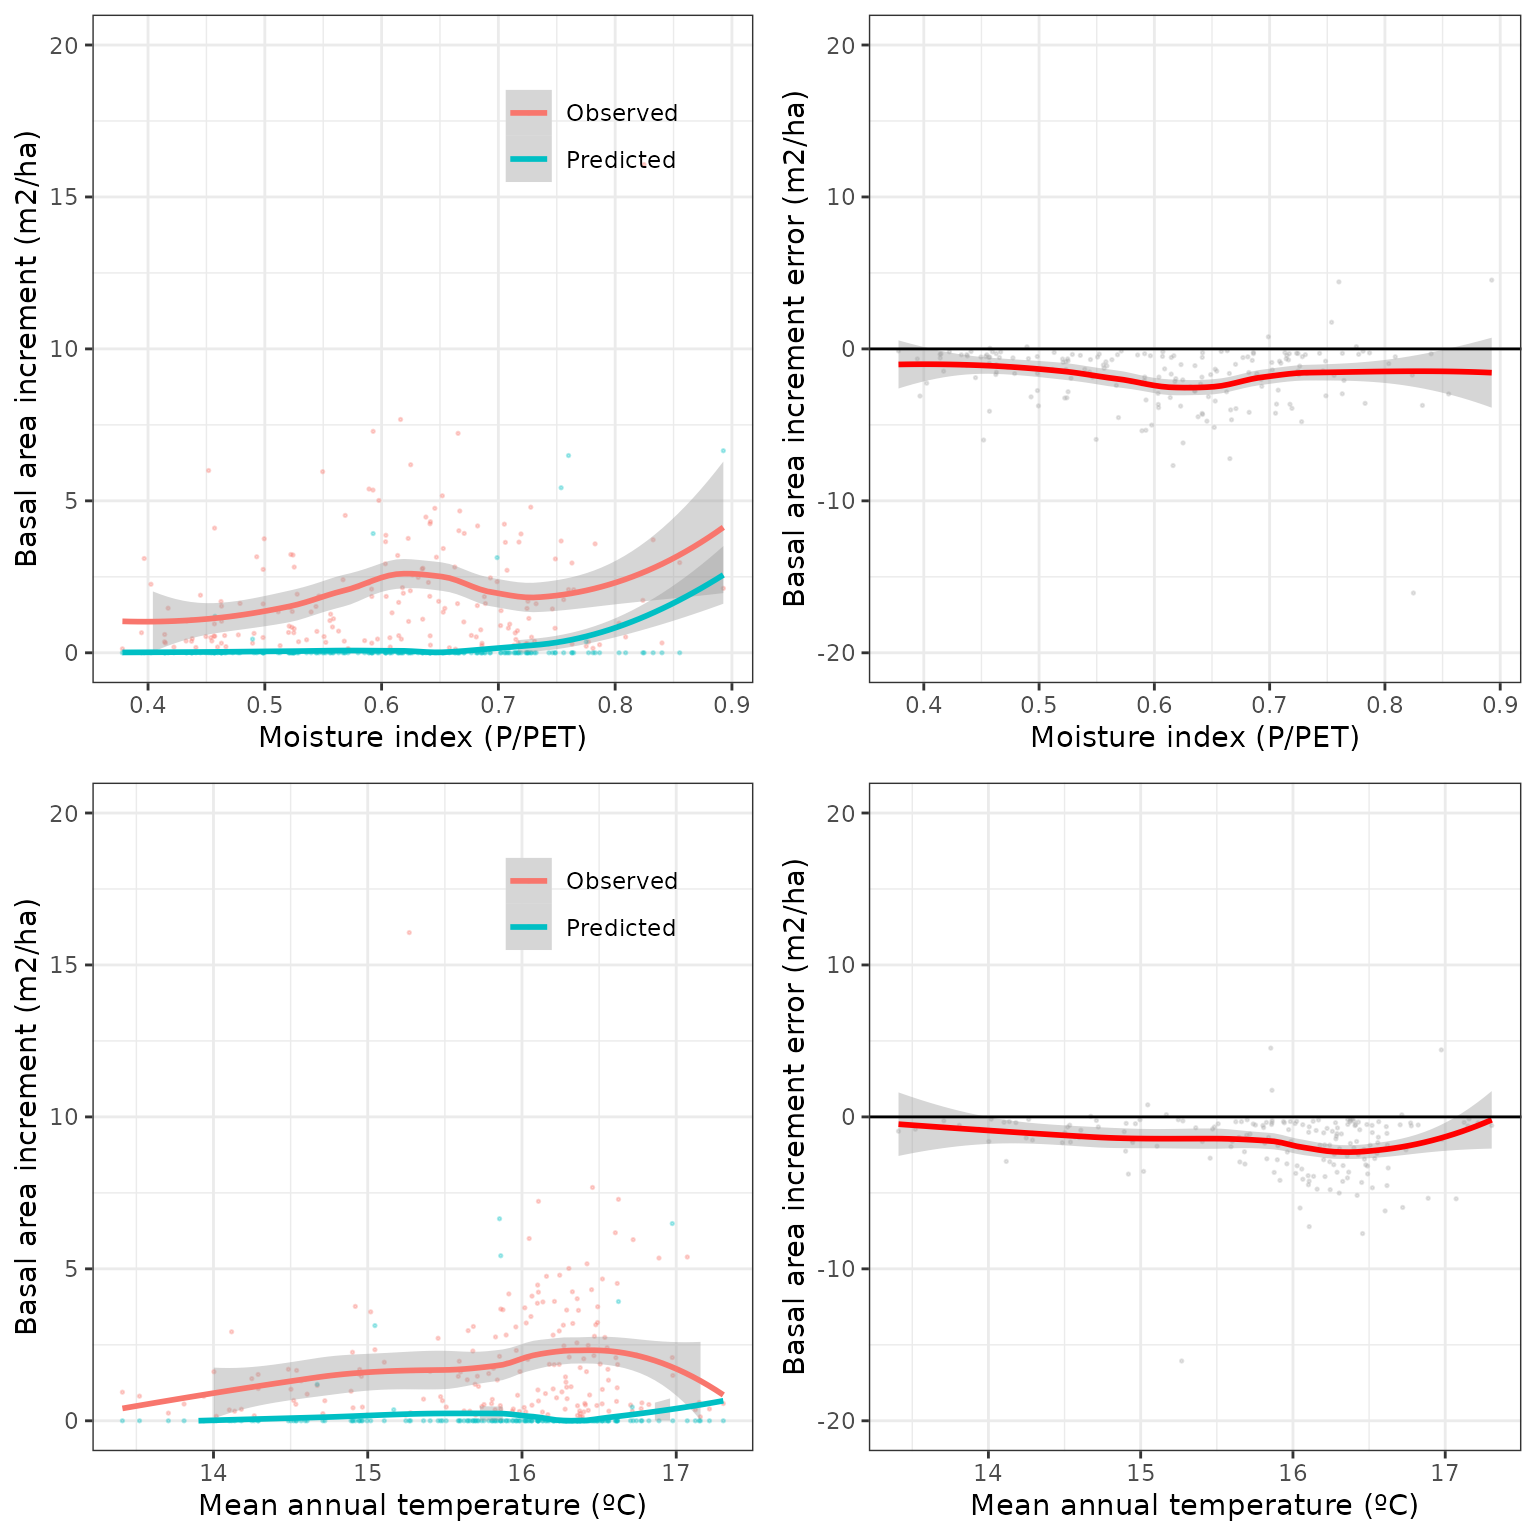 Basal area increment (m2/ha)
20
15
10
5
0
Observed
Predicted
0.4 0.5 0.6 0.7 0.8 0.9
Moisture index (P/PET)
Basal area increment error (m2/ha)
20
10
0
-10
-20
0.4 0.5 0.6 0.7 0.8 0.9
Moisture index (P/PET)
Basal area increment (m2/ha)
20
15
10
5
0
Observed
Predicted
14 15 16 17
Mean annual temperature (ºC)
Basal area increment error (m2/ha)
20
10
0
-10
-20
14 15 16 17
Mean annual temperature (ºC)